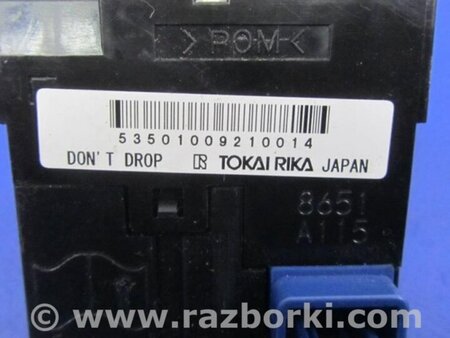 >POM<
53501009210014
DON'T DROP R TOKAI RIKA JAPAN
8651
A115
© www.razborki.com